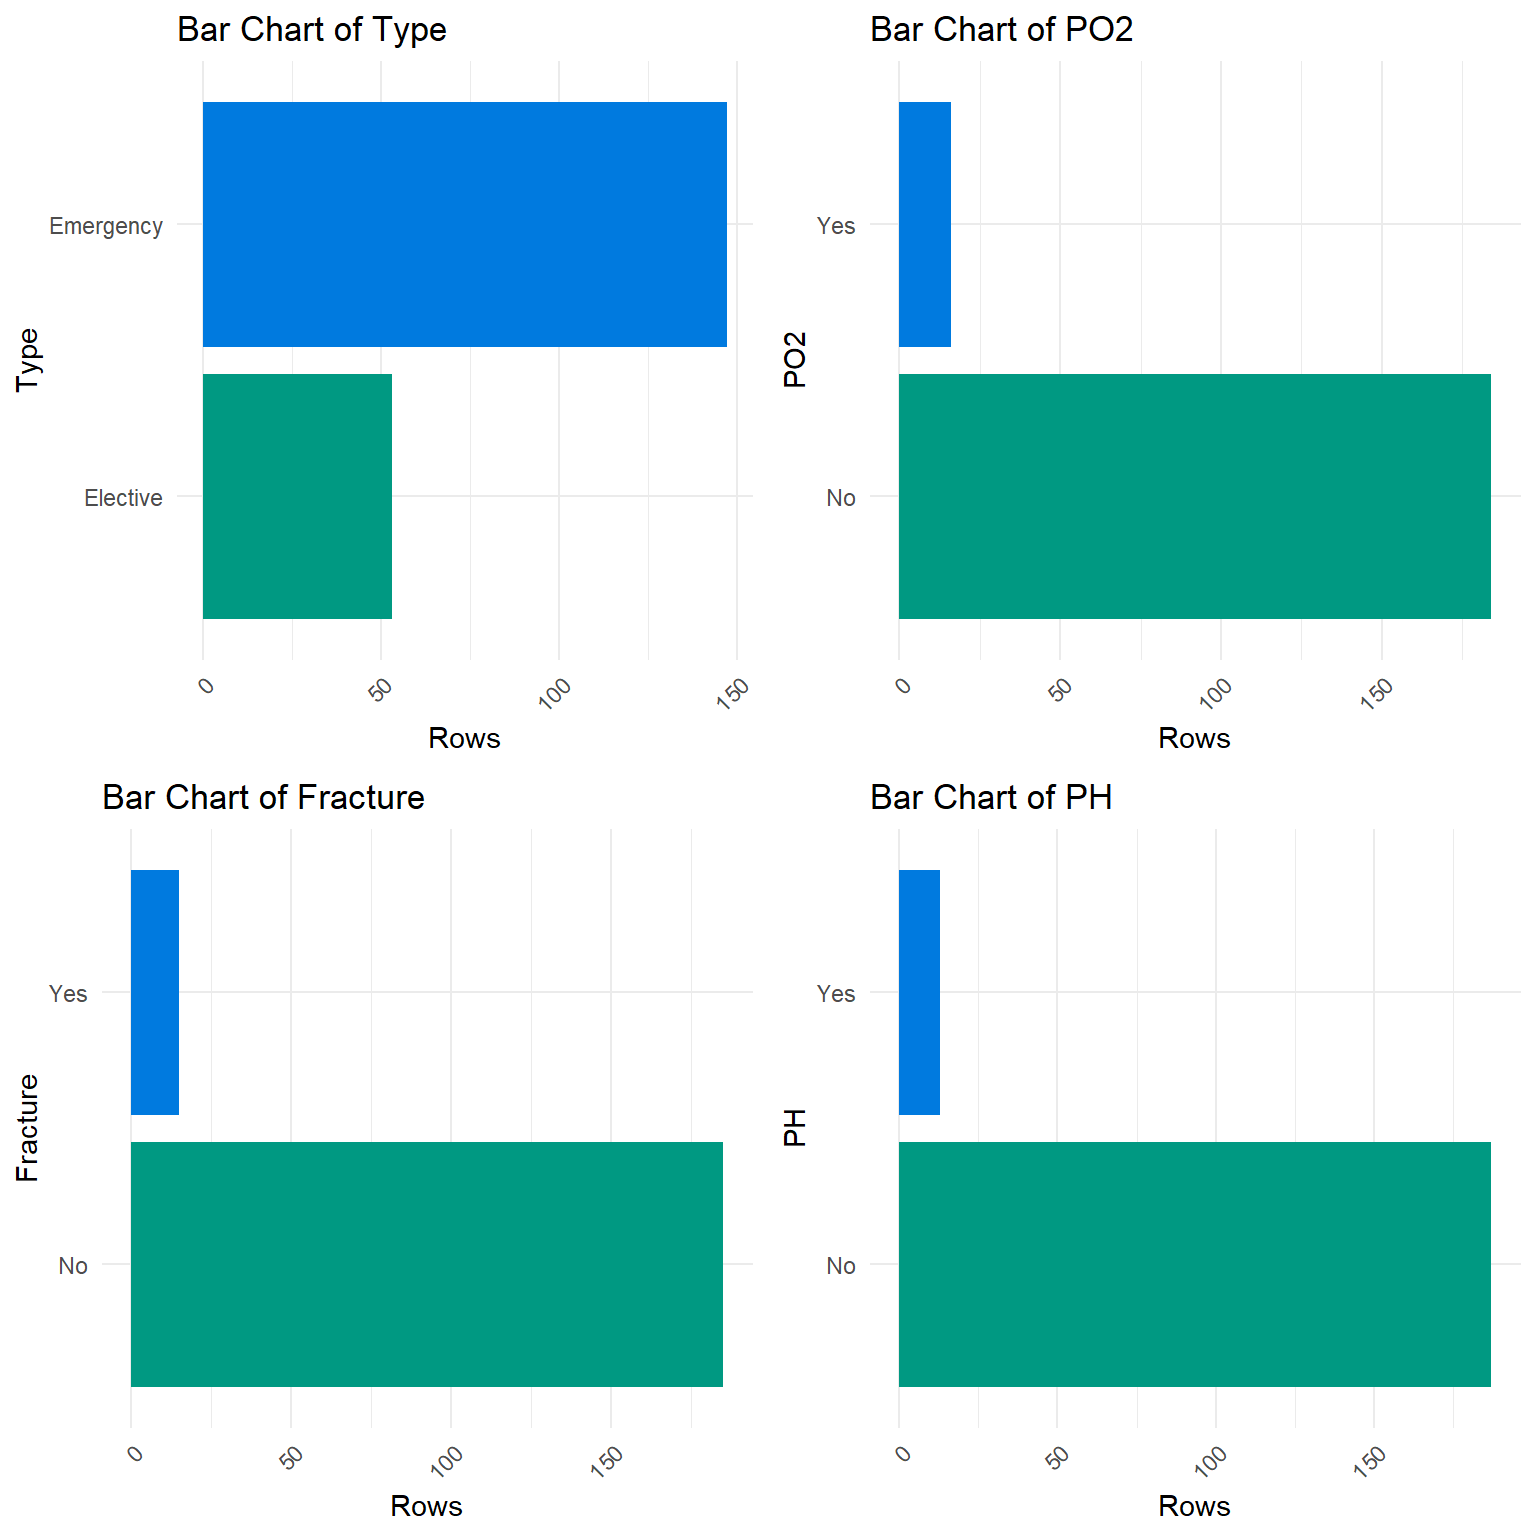 Bar Chart of Type
Type
Emergency
Elective
0
50
100
150
Rows
Bar Chart of PO2
PO2
Yes
No
0
50
100
150
Rows
Bar Chart of Fracture
Fracture
Yes
No
0
50
100
150
Rows
Bar Chart of PH
PH
Yes
No
0
50
100
150
Rows